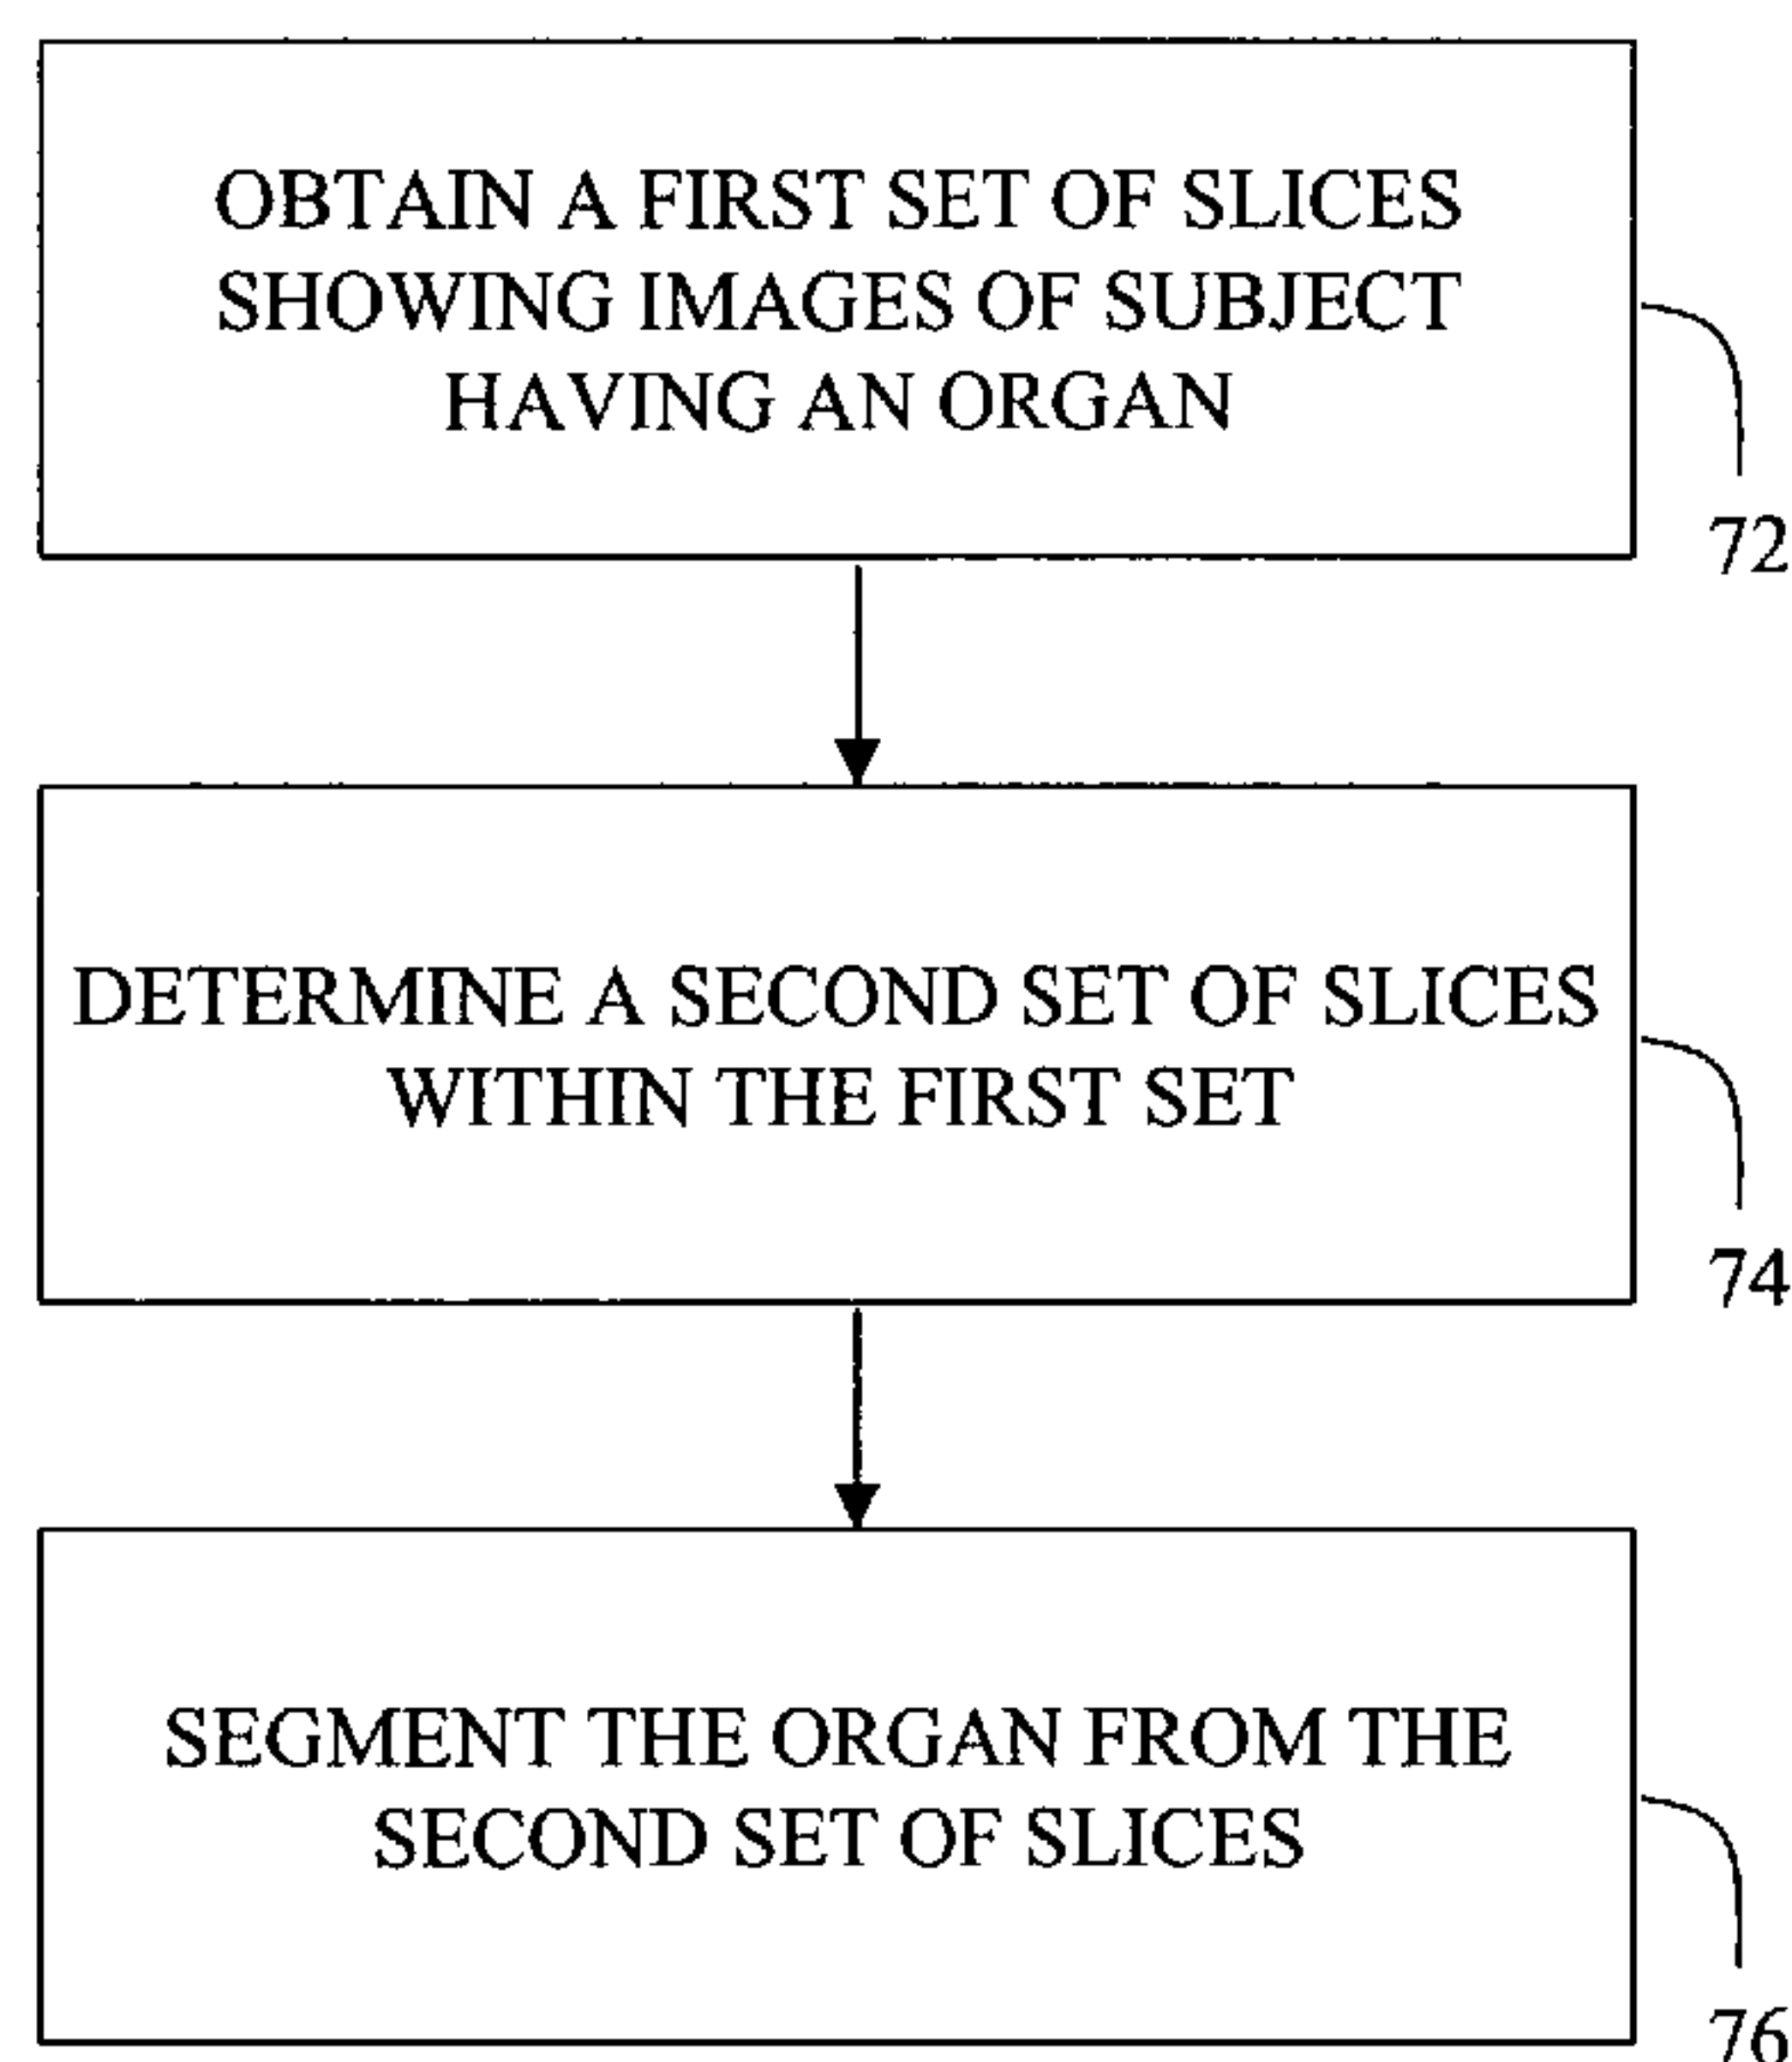 OBTAIN A FIRST SET OF SLICES
SHOWING IMAGES OF SUBJECT
HAVING AN ORGAN
72
DETERMINE A SECOND SET OF SLICES
WITHIN THE FIRST SET
74
SEGMENT THE ORGAN FROM THE
SECOND SET OF SLICES
76